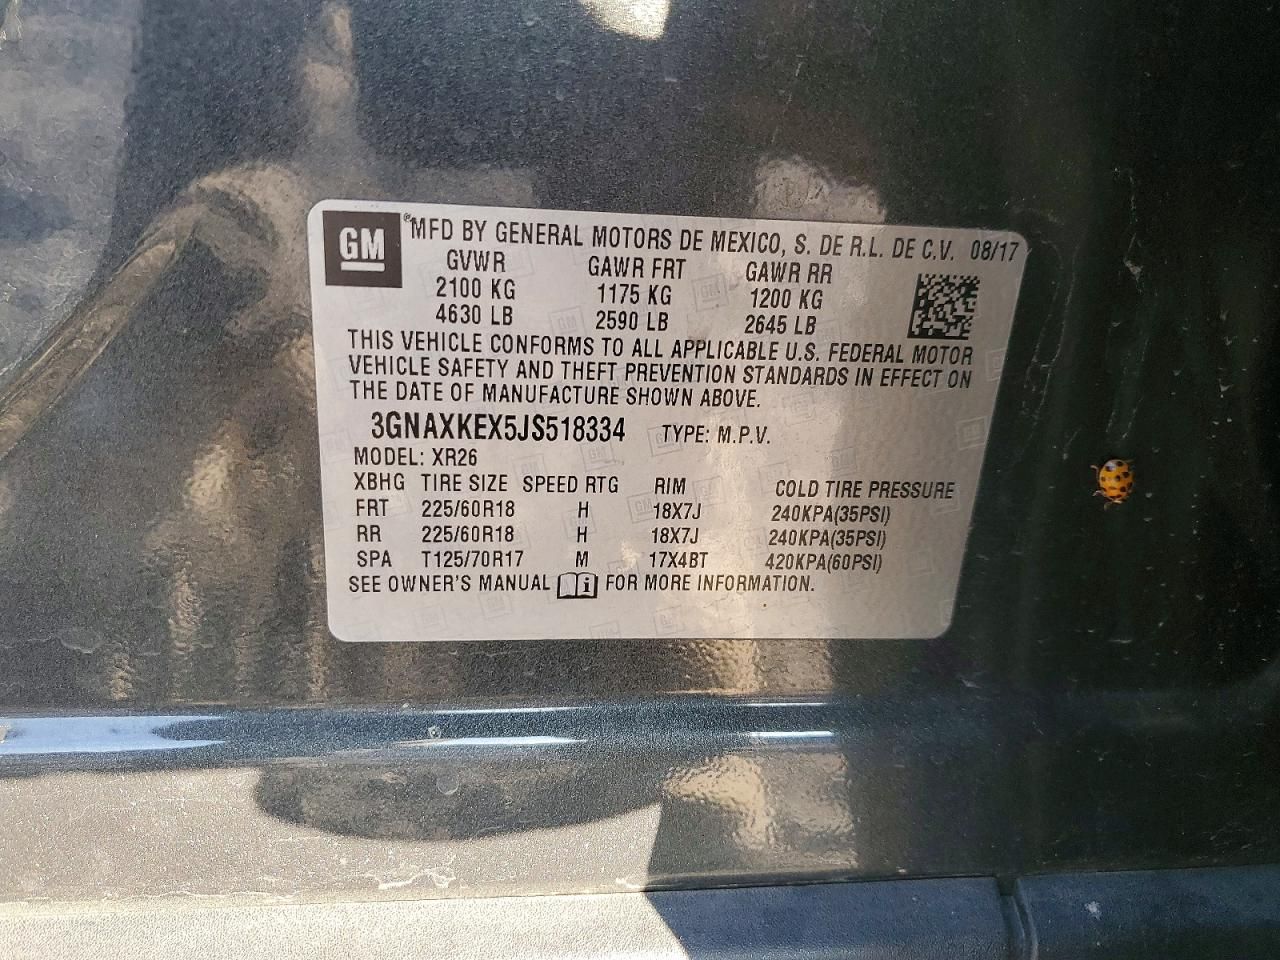 GM ® MFD BY GENERAL MOTORS DE MEXICO, S. DE R.L. DE C.V. 08/17
GVWR GAWR FRT GAWR RR
2100 KG 1175 KG 1200 KG
4630 LB 2590 LB 2645 LB
THIS VEHICLE CONFORMS TO ALL APPLICABLE U.S. FEDERAL MOTOR
VEHICLE SAFETY AND THEFT PREVENTION STANDARDS IN EFFECT ON
THE DATE OF MANUFACTURE SHOWN ABOVE.
3GNAXKEX5JS518334 TYPE: M.P.V.
MODEL: XR26
XBHG TIRE SIZE SPEED RTG RIM COLD TIRE PRESSURE
FRT 225/60R18 H 18X7J 240KPA(35PSI)
RR 225/60R18 H 18X7J 240KPA(35PSI)
SPA T125/70R17 M 17X4BT 420KPA(60PSI)
SEE OWNER'S MANUAL i FOR MORE INFORMATION.